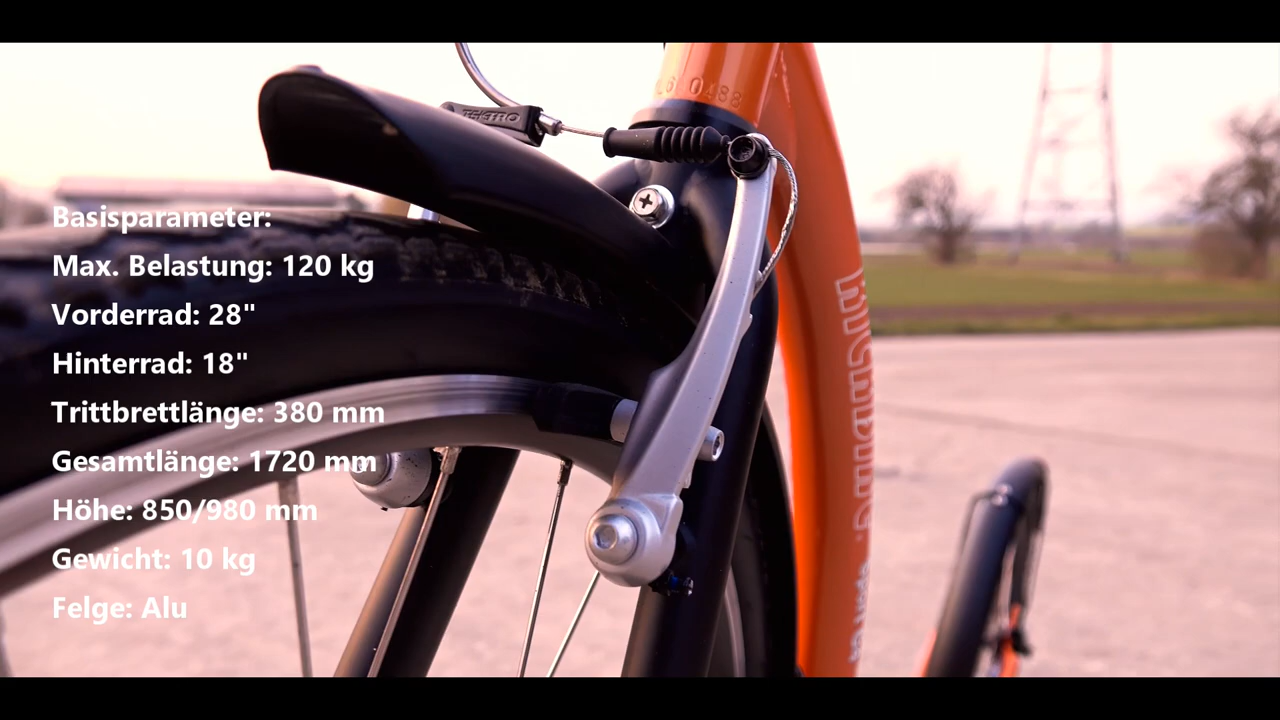 Basisparameter:
Max. Belastung: 120 kg
Vorderrad: 28"
Hinterrad: 18"
Trittbrettlänge: 380 mm
Gesamtlänge: 1720 mm
Höhe: 850/980 mm
Gewicht: 10 kg
Felge: Alu
0488